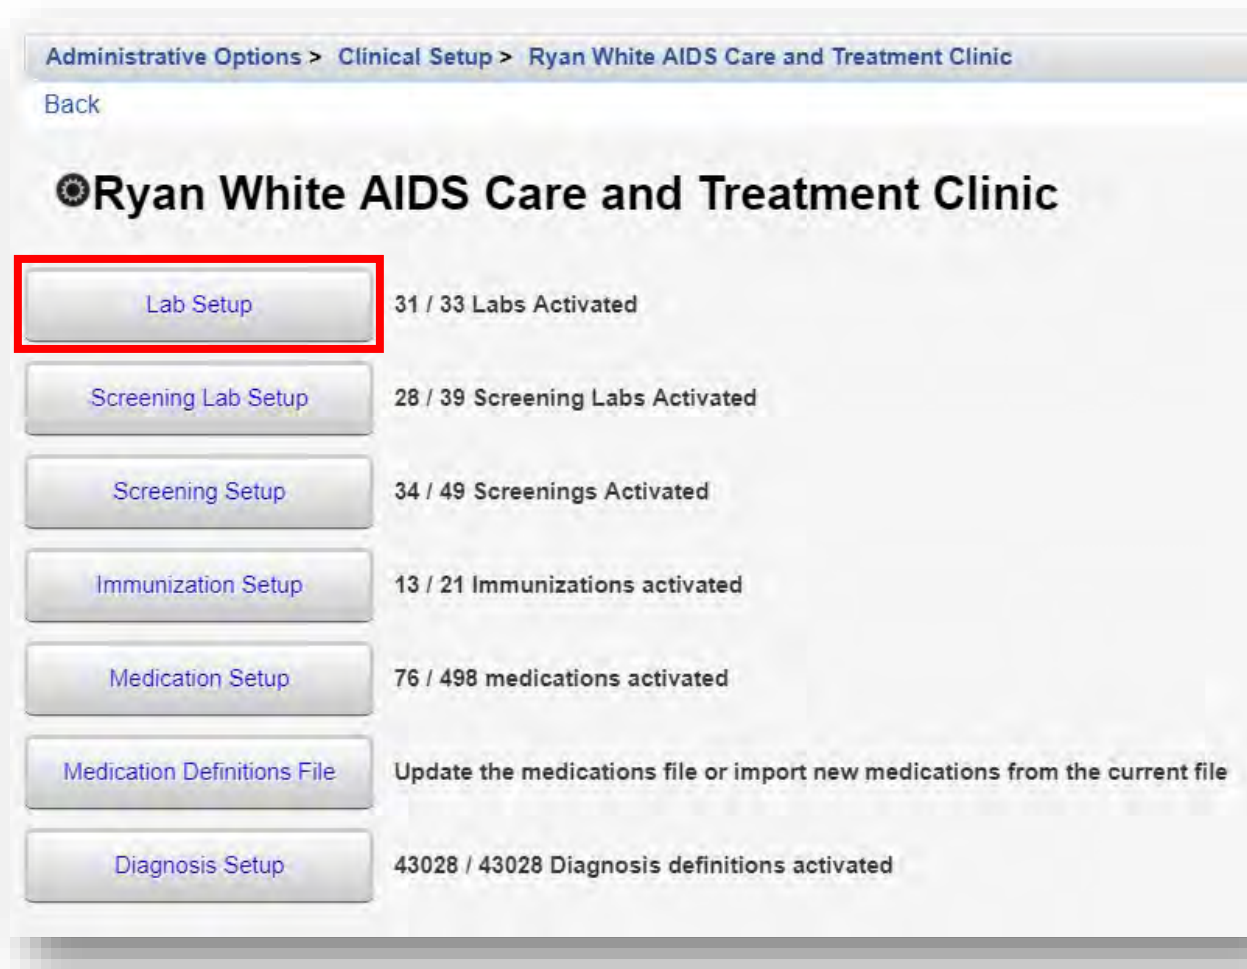 Administrative Options > Clinical Setup > Ryan White AIDS Care and Treatment Clinic
Back
Ryan White AIDS Care and Treatment Clinic
Lab Setup 31 / 33 Labs Activated
Screening Lab Setup 28 / 39 Screening Labs Activated
Screening Setup 34 / 49 Screenings Activated
Immunization Setup 13 / 21 Immunizations activated
Medication Setup 76 / 498 medications activated
Medication Definitions File Update the medications file or import new medications from the current file
Diagnosis Setup 43028 / 43028 Diagnosis definitions activated